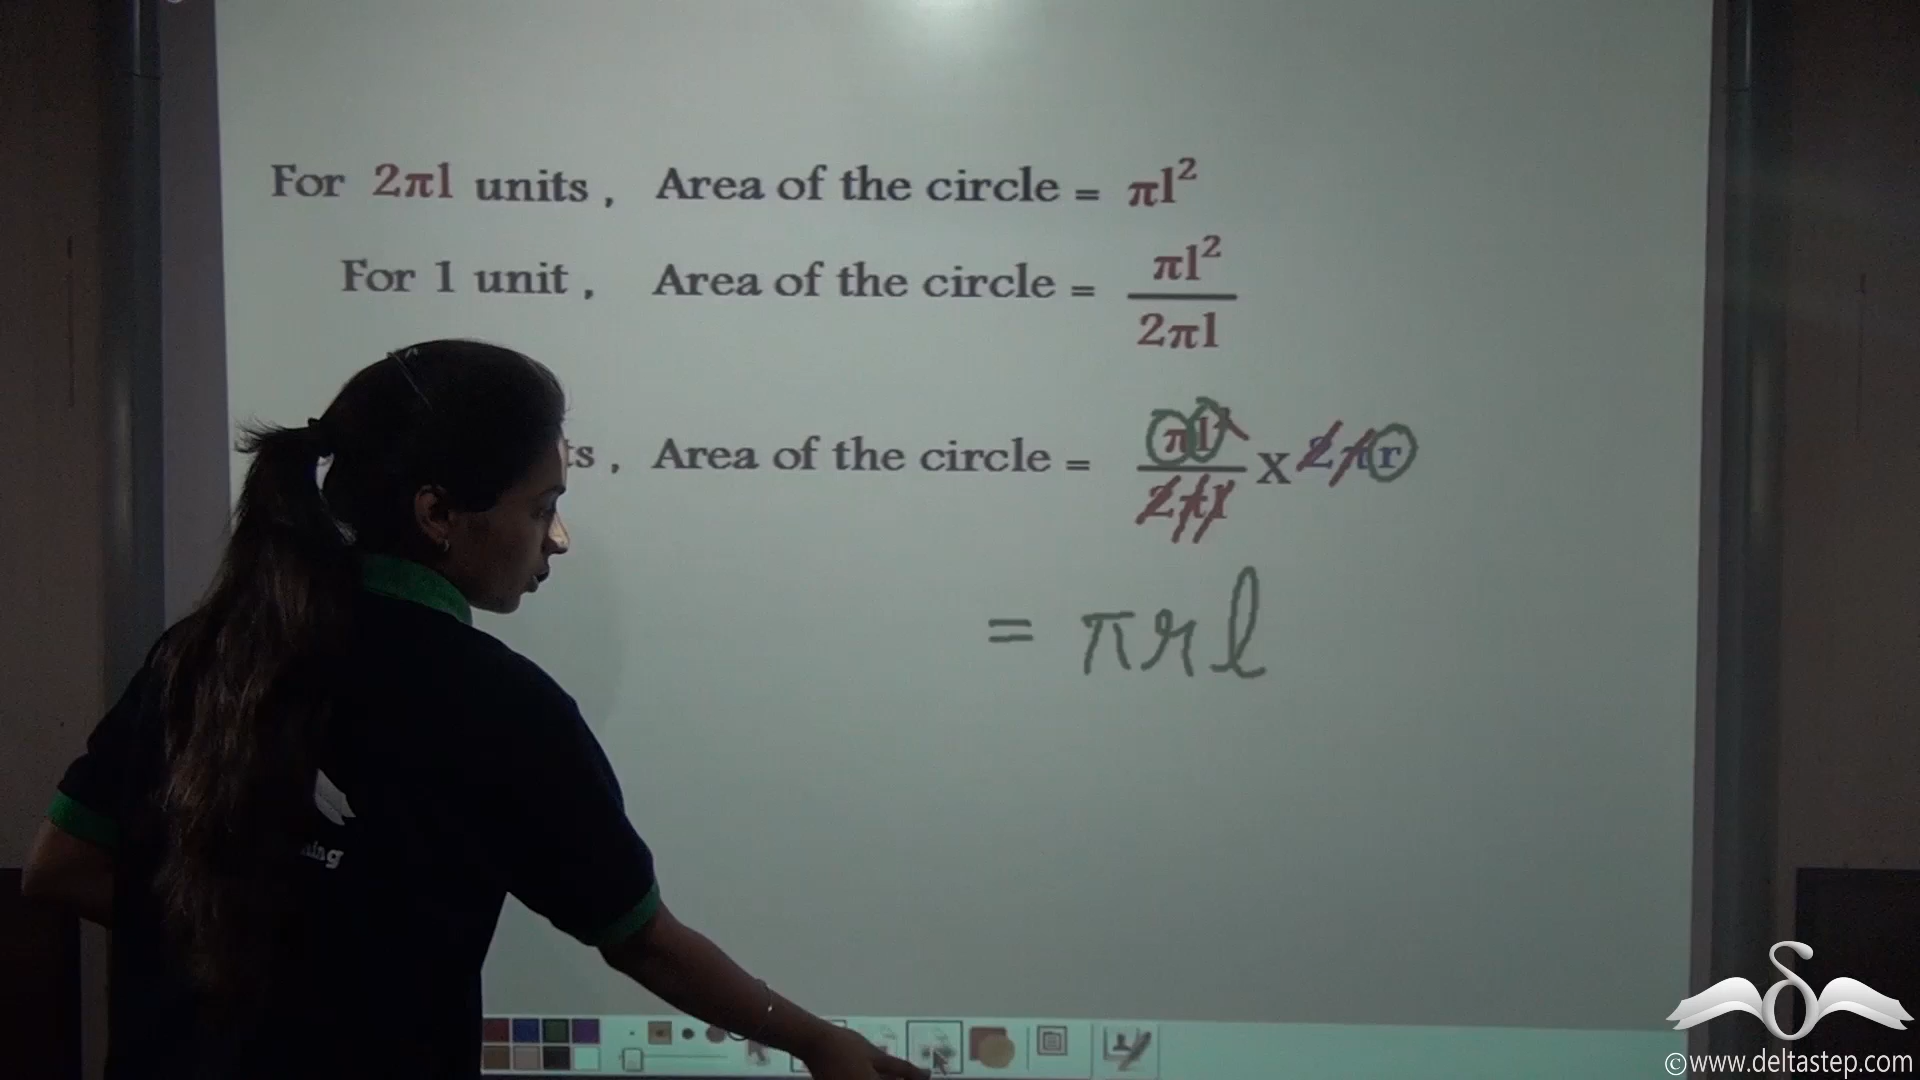 For 2πl units , Area of the circle = πl²
For 1 unit , Area of the circle = πl² / 2πl
ts , Area of the circle = πl² / 2πl X 2πr
= πrl
ing
©www.deltastep.com